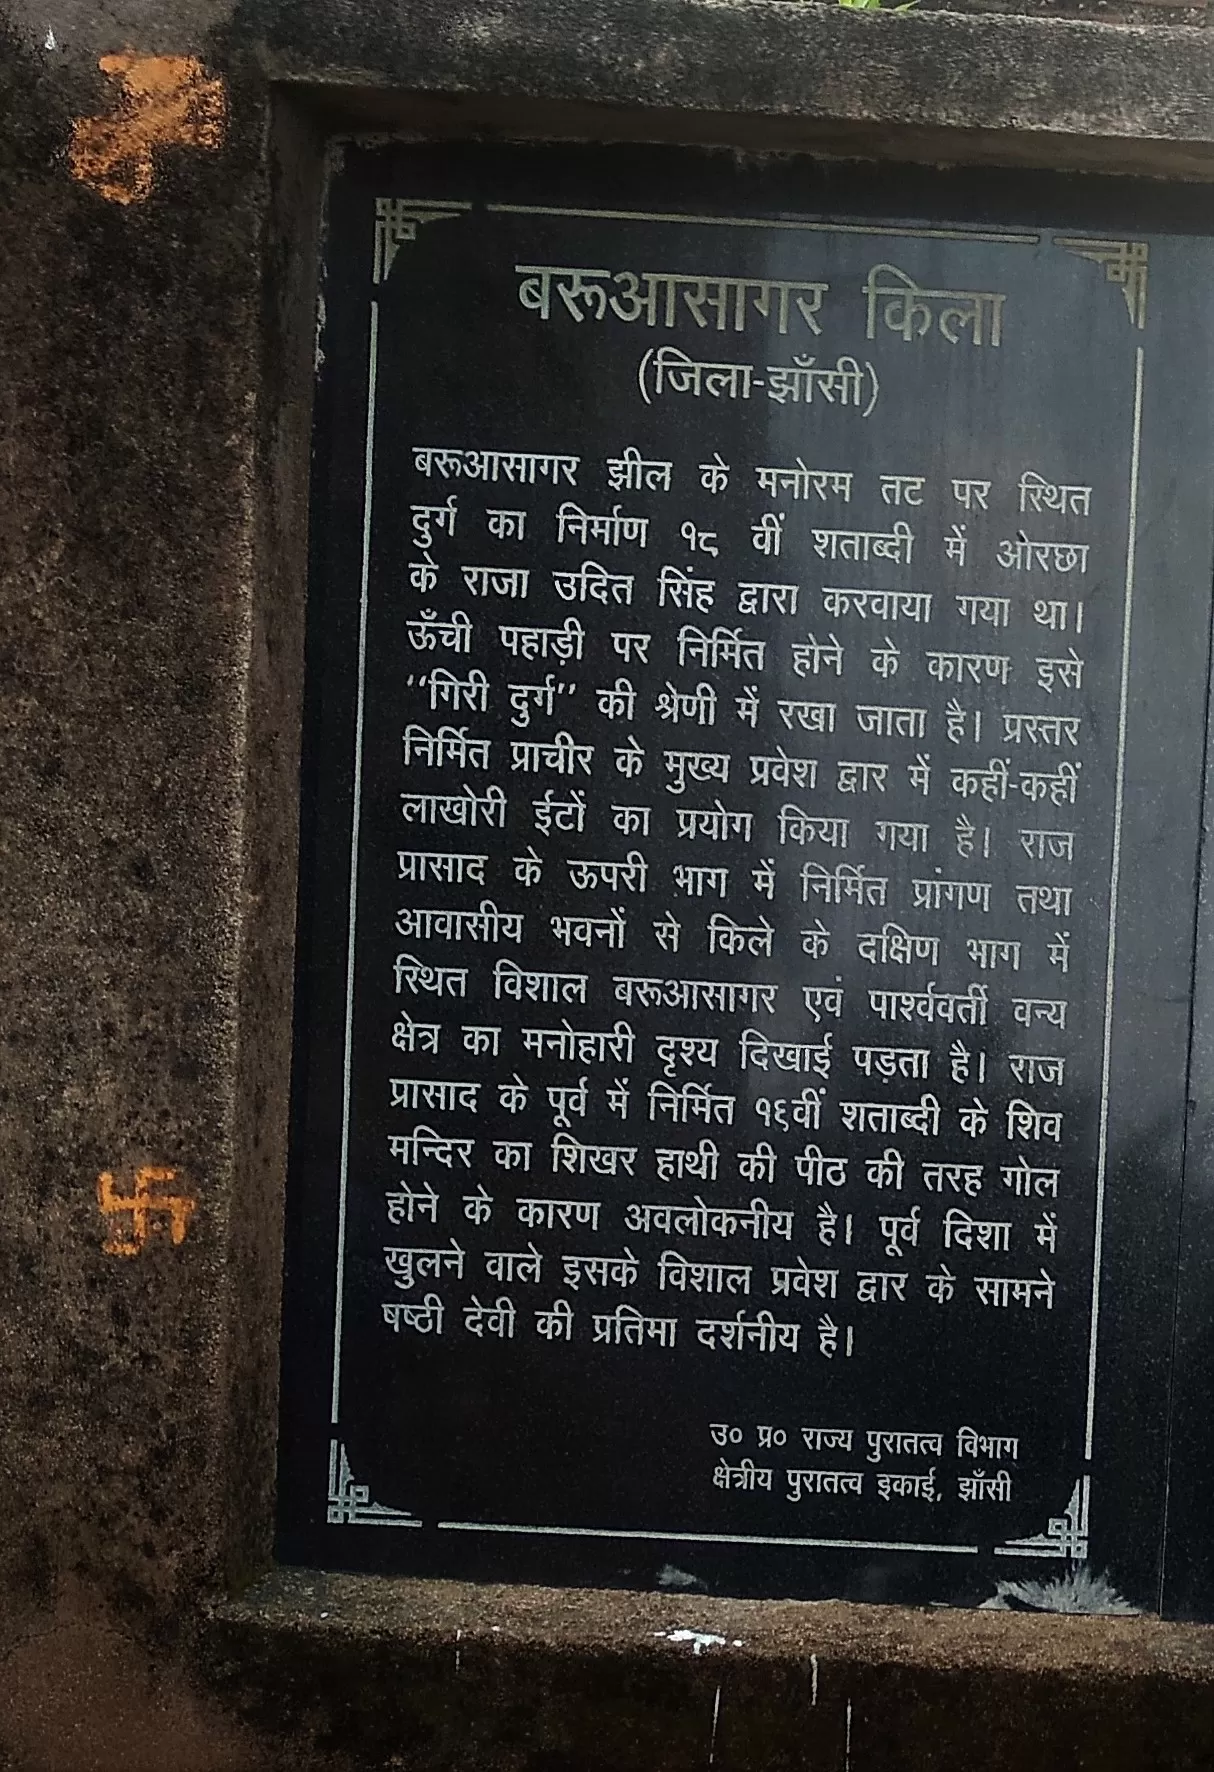 बरूआसागर किला
(जिला-झाँसी)
बरूआसागर झील के मनोरम तट पर स्थित
दुर्ग का निर्माण १८ वीं शताब्दी में ओरछा
के राजा उदित सिंह द्वारा करवाया गया था।
ऊँची पहाड़ी पर निर्मित होने के कारण इसे
‘‘गिरी दुर्ग’’ की श्रेणी में रखा जाता है। प्रस्तर
निर्मित प्राचीर के मुख्य प्रवेश द्वार में कहीं-कहीं
लाखोरी ईटों का प्रयोग किया गया है। राज
प्रासाद के ऊपरी भाग में निर्मित प्रांगण तथा
आवासीय भवनों से किले के दक्षिण भाग में
स्थित विशाल बरूआसागर एवं पार्श्ववर्ती वन्य
क्षेत्र का मनोहारी दृश्य दिखाई पड़ता है। राज
प्रासाद के पूर्व में निर्मित १६वीं शताब्दी के शिव
मन्दिर का शिखर हाथी की पीठ की तरह गोल
होने के कारण अवलोकनीय है। पूर्व दिशा में
खुलने वाले इसके विशाल प्रवेश द्वार के सामने
षष्ठी देवी की प्रतिमा दर्शनीय है।
उ० प्र० राज्य पुरातत्व विभाग
क्षेत्रीय पुरातत्व इकाई, झाँसी